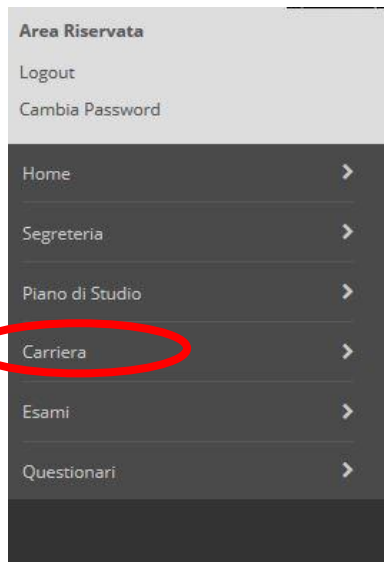 Area Riservata
Logout
Cambia Password
Home
Segreteria
Piano di Studio
Carriera
Esami
Questionari